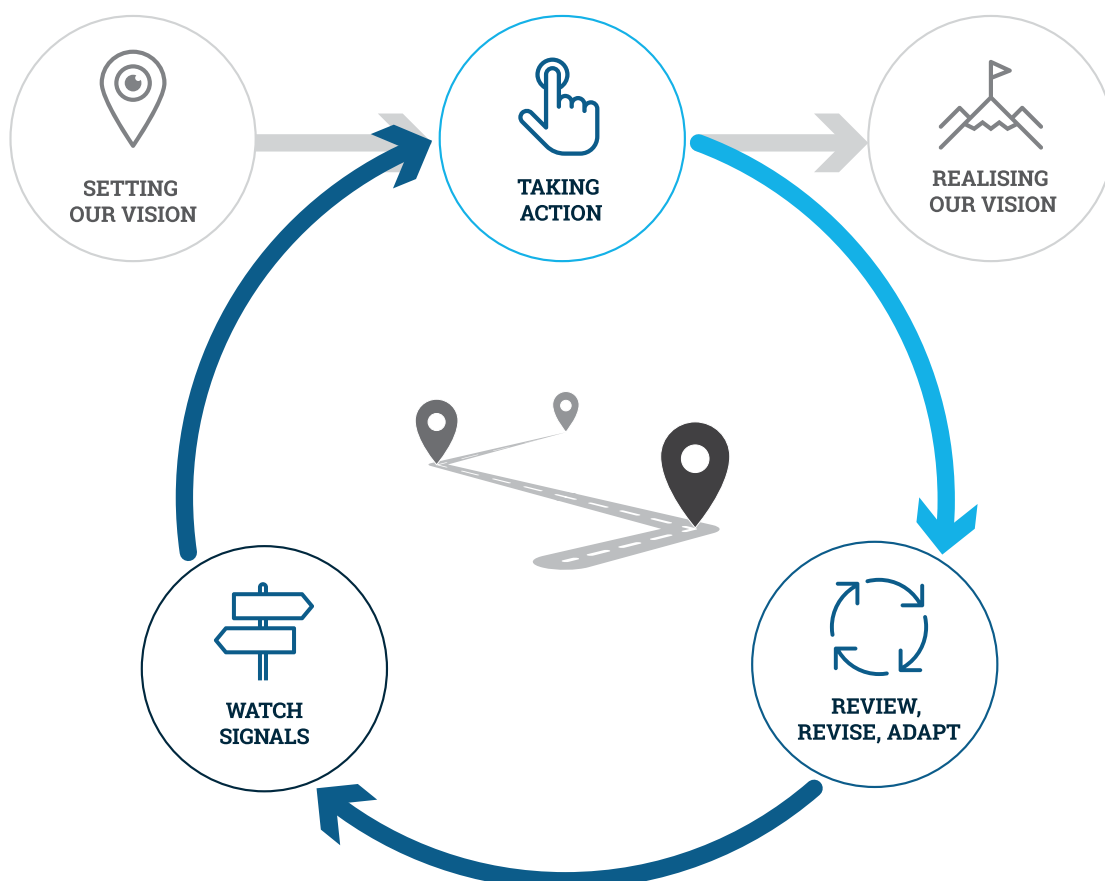 SETTING
OUR VISION
TAKING
ACTION
REALISING
OUR VISION
WATCH
SIGNALS
REVIEW,
REVISE, ADAPT